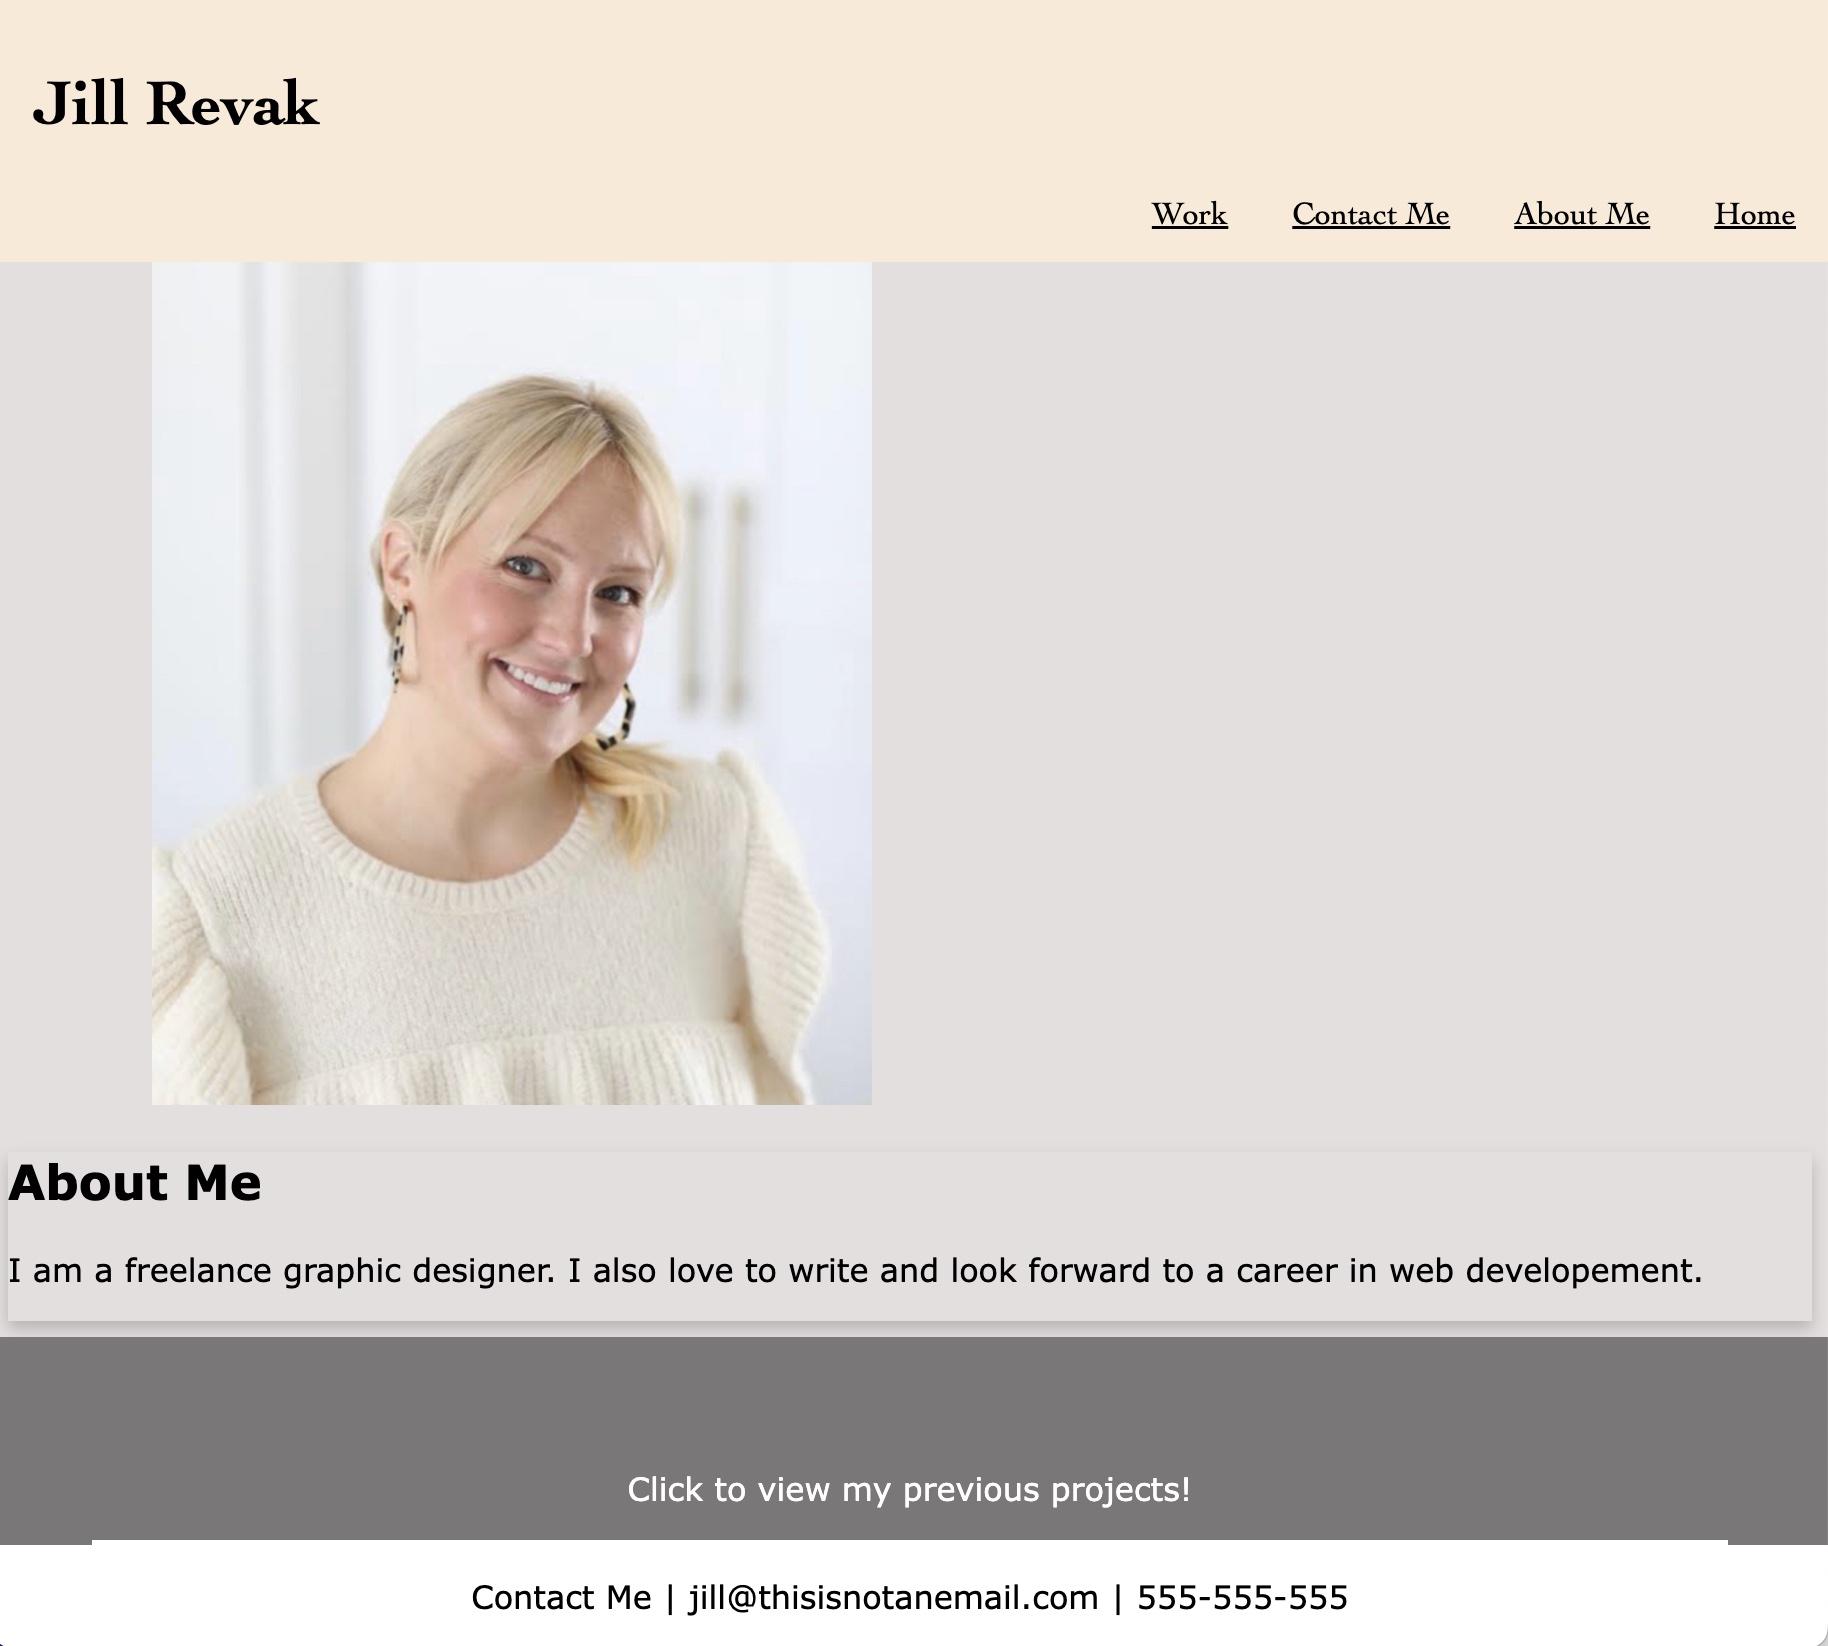 Jill Revak
Work Contact Me About Me Home
About Me
I am a freelance graphic designer. I also love to write and look forward to a career in web developement.
Click to view my previous projects!
Contact Me | jill@thisisnotanemail.com | 555-555-555